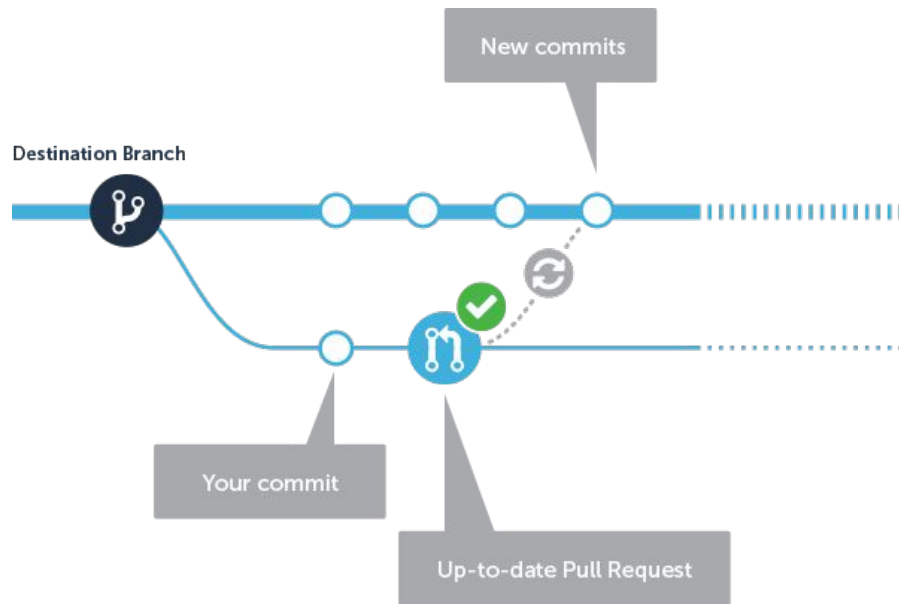 New commits
Destination Branch
Your commit
Up-to-date Pull Request